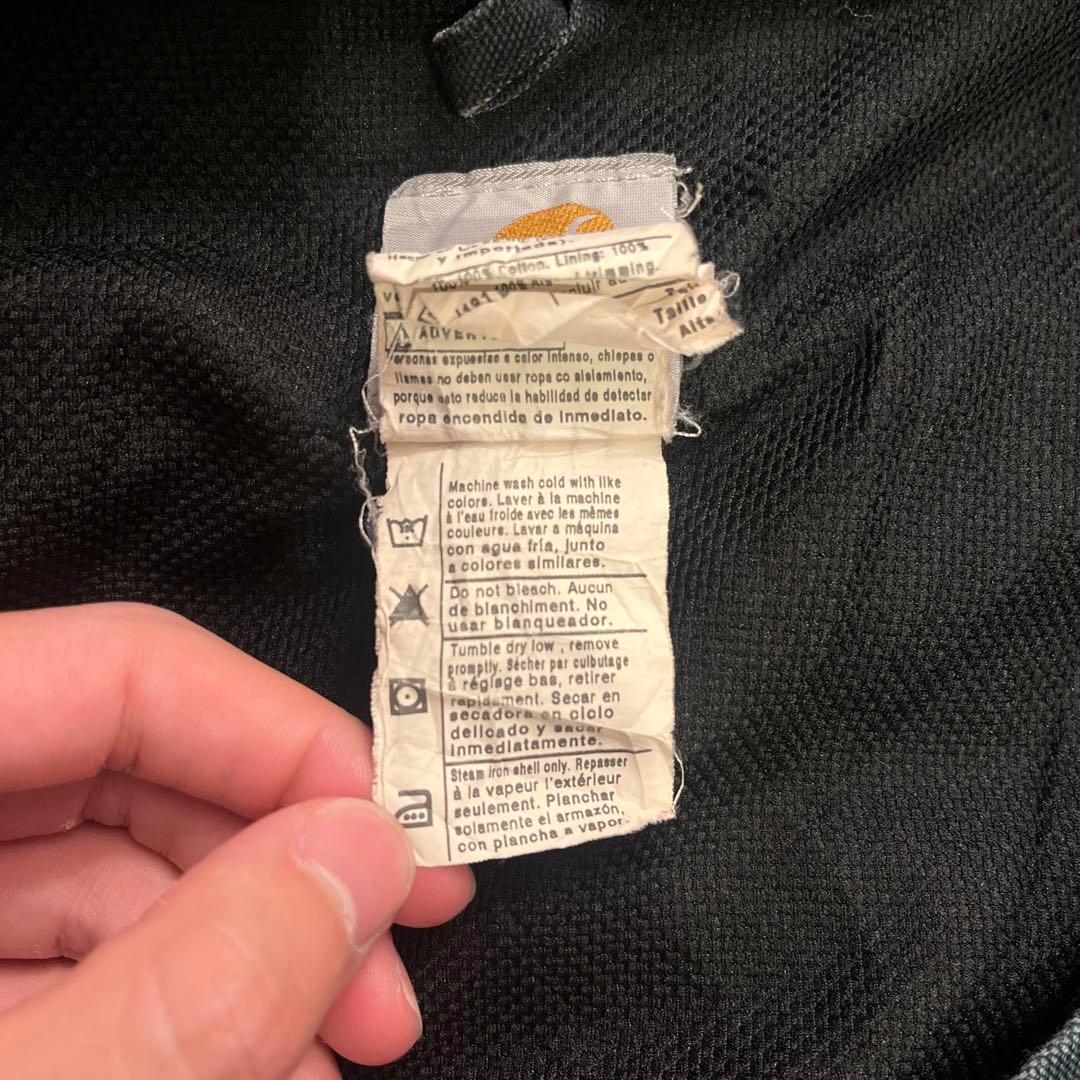 y importado).
100% Cotton. Lining: 100%
100%
Taille
Alto
personas expuestas a calor intenso, chispas o
llamas no deben usar ropa co aislamiento,
porque esto reduce la habilidad de detectar
ropa encendida de inmediato.
Machine wash cold with like
colors. Laver à la machine
à l'eau froide avec les mêmes
couleurs. Lavar a máquina
con agua fría, junto
a colores similares.
Do not bleach. Aucun
de blanchiment. No
usar blanqueador.
Tumble dry low , remove
promptly. Sécher par culbutage
à réglage bas, retirer
rapidement. Secar en
secadora en ciclo
delicado y sacar
inmediatamente.
Steam iron shell only. Repasser
à la vapeur l'extérieur
seulement. Planchar
solamente el armazón,
con plancha a vapor.